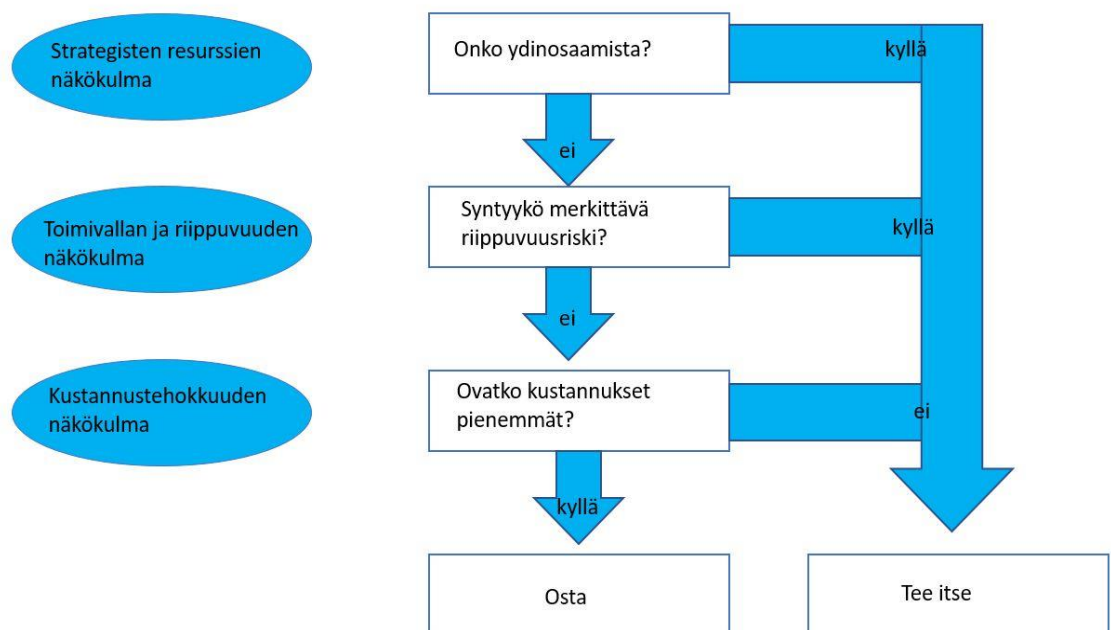 Strategisten resurssien
näkökulma
Onko ydinosaamista?
kyllä
ei
Toimivallan ja riippuvuuden
näkökulma
Syntyykö merkittävä
riippuvuusriski?
kyllä
ei
Kustannustehokkuuden
näkökulma
Ovatko kustannukset
pienemmät?
ei
kyllä
Osta
Tee itse